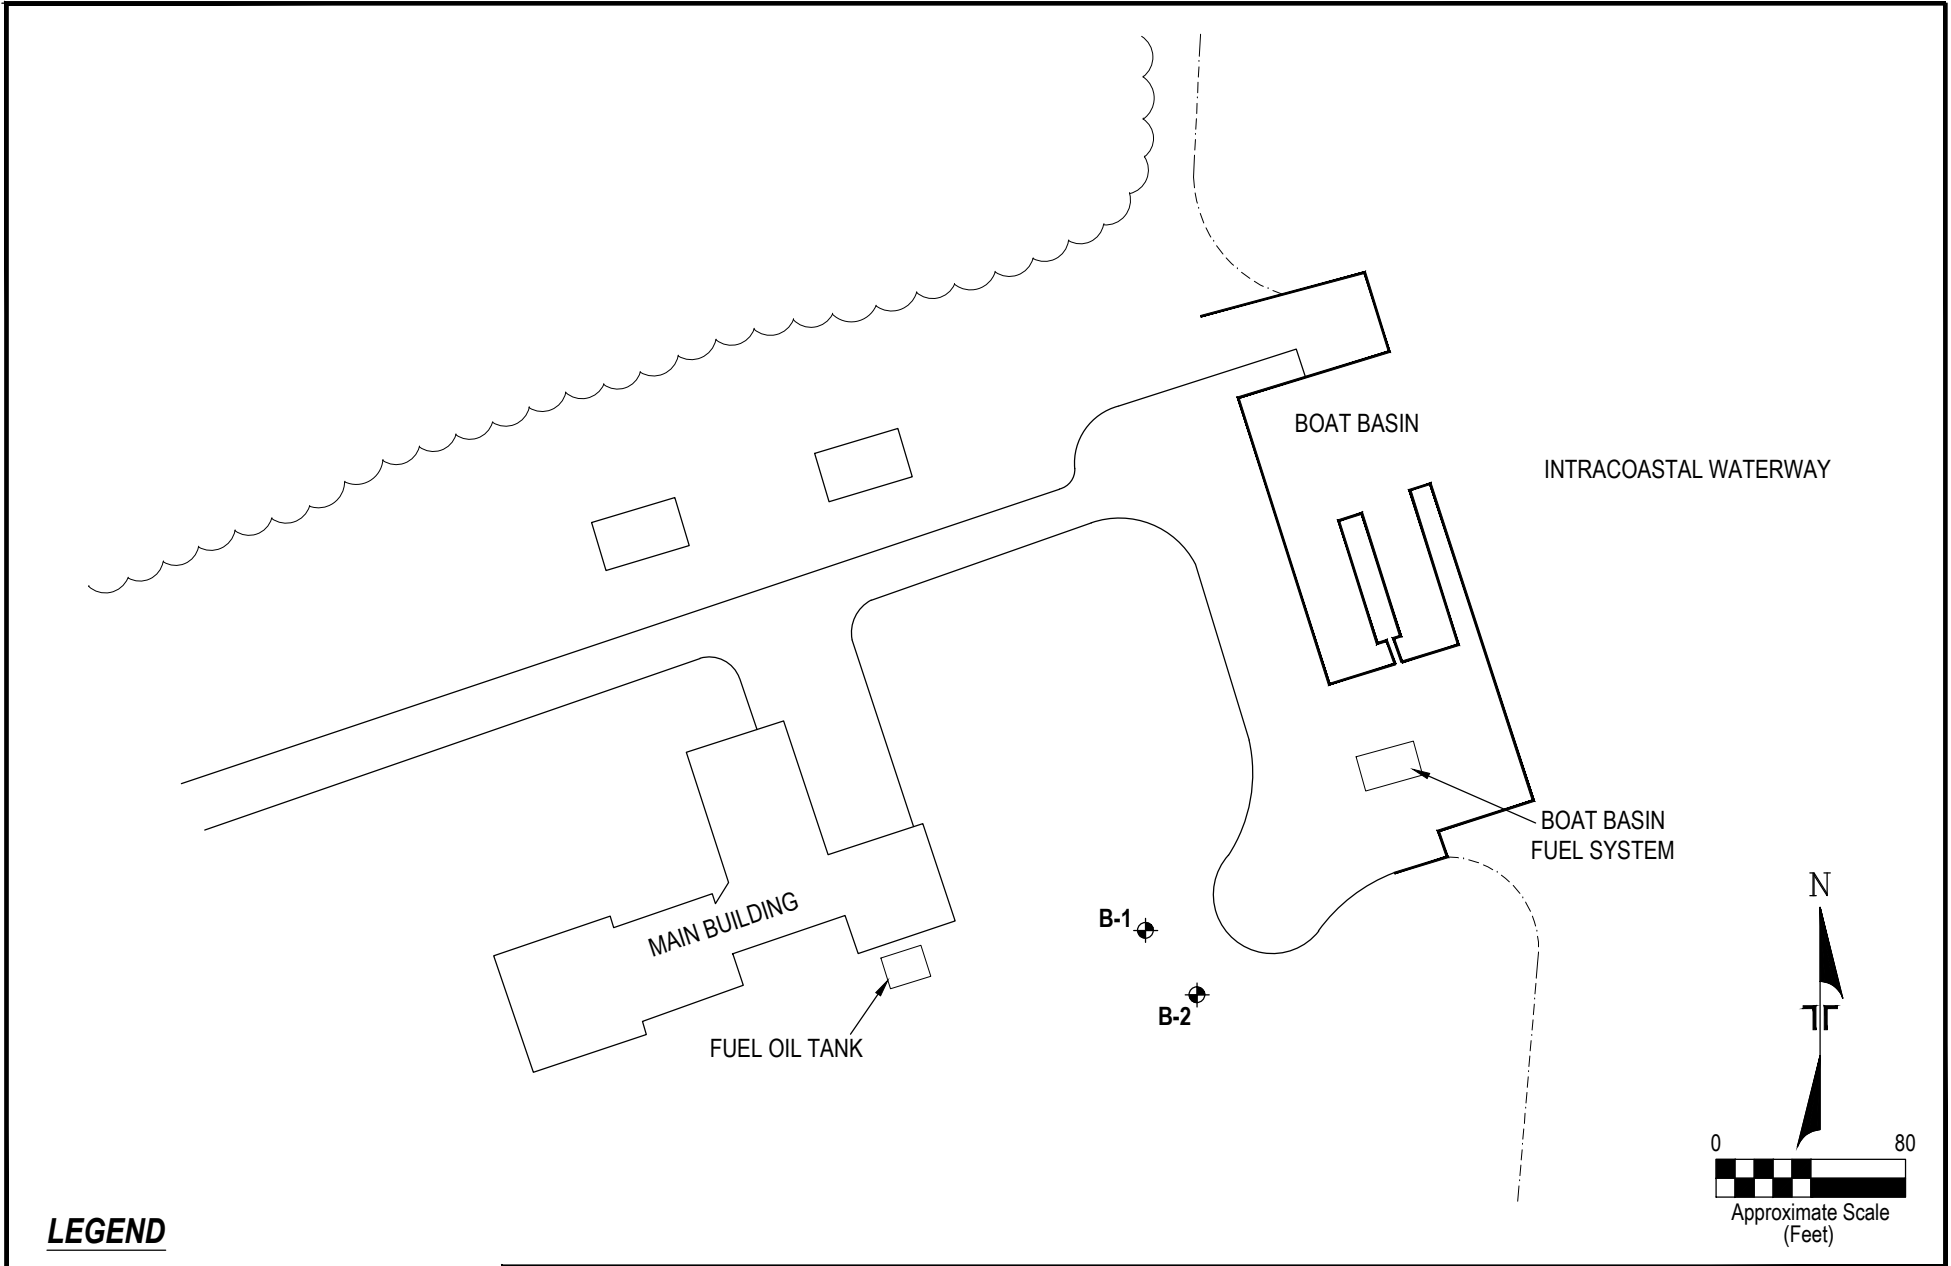 BOAT BASIN
INTRACOASTAL WATERWAY
BOAT BASIN
FUEL SYSTEM
MAIN BUILDING
B-1
B-2
FUEL OIL TANK
N
0 80
Approximate Scale
(Feet)
LEGEND